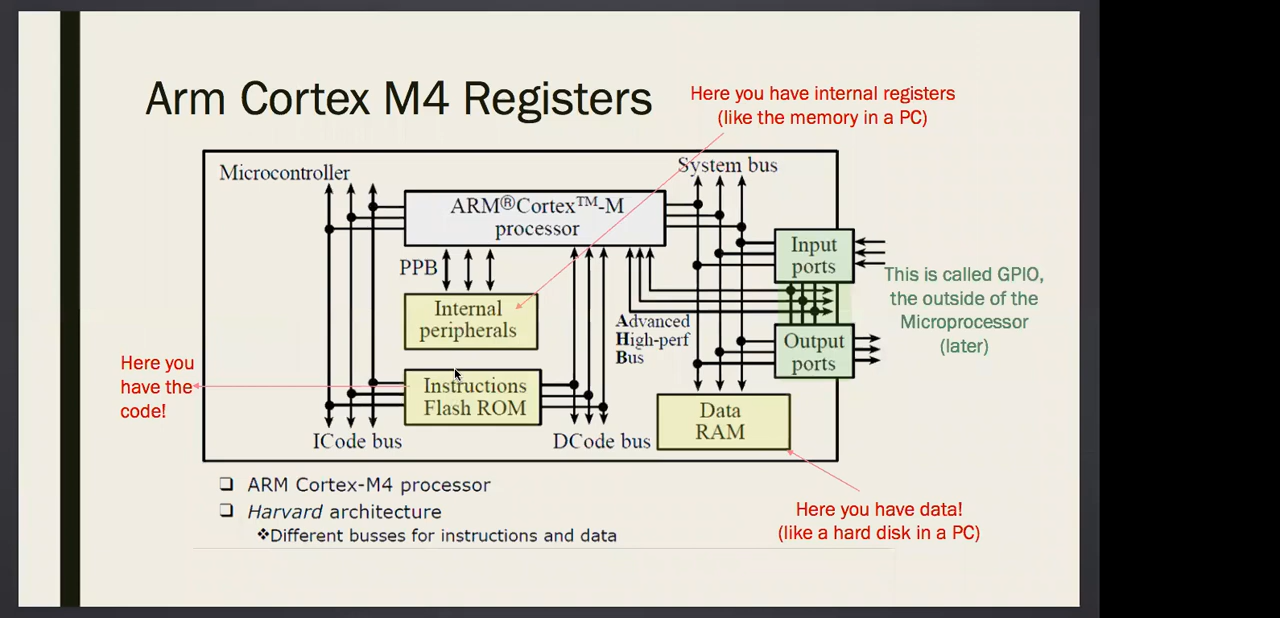 Arm Cortex M4 Registers
Here you have internal registers
(like the memory in a PC)
Microcontroller
System bus
ARM®Cortex™-M
processor
Input
ports
PPB
This is called GPIO,
the outside of the
Microprocessor
(later)
Internal
peripherals
Advanced
High-perf
Bus
Output
ports
Here you
have the
code!
Instructions
Flash ROM
Data
RAM
ICode bus
DCode bus
❑ ARM Cortex-M4 processor
❑ Harvard architecture
❖Different busses for instructions and data
Here you have data!
(like a hard disk in a PC)